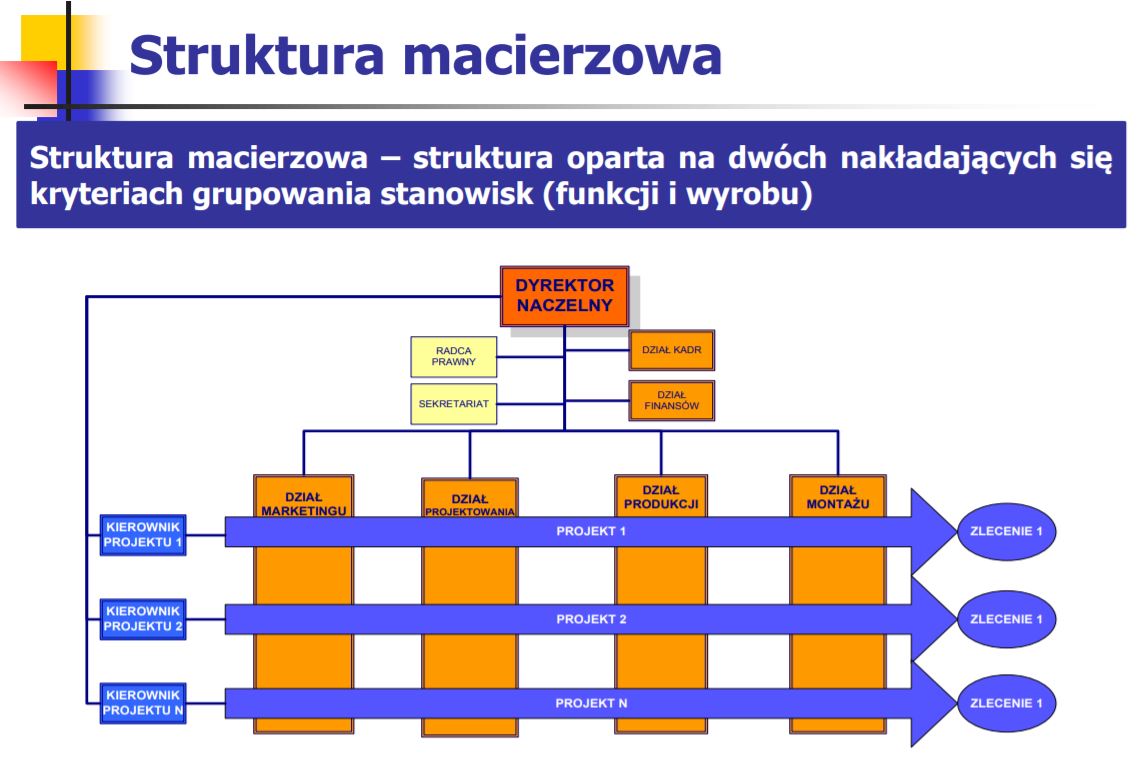 Struktura macierzowa
Struktura macierzowa – struktura oparta na dwóch nakładających się
kryteriach grupowania stanowisk (funkcji i wyrobu)
DYREKTOR
NACZELNY
RADCA
PRAWNY
DZIAŁ KADR
SEKRETARIAT
DZIAŁ
FINANSÓW
DZIAŁ
MARKETINGU
DZIAŁ
PROJEKTOWANIA
DZIAŁ
PRODUKCJI
DZIAŁ
MONTAŻU
KIEROWNIK
PROJEKTU 1
PROJEKT 1
ZLECENIE 1
KIEROWNIK
PROJEKTU 2
PROJEKT 2
ZLECENIE 1
KIEROWNIK
PROJEKTU N
PROJEKT N
ZLECENIE 1